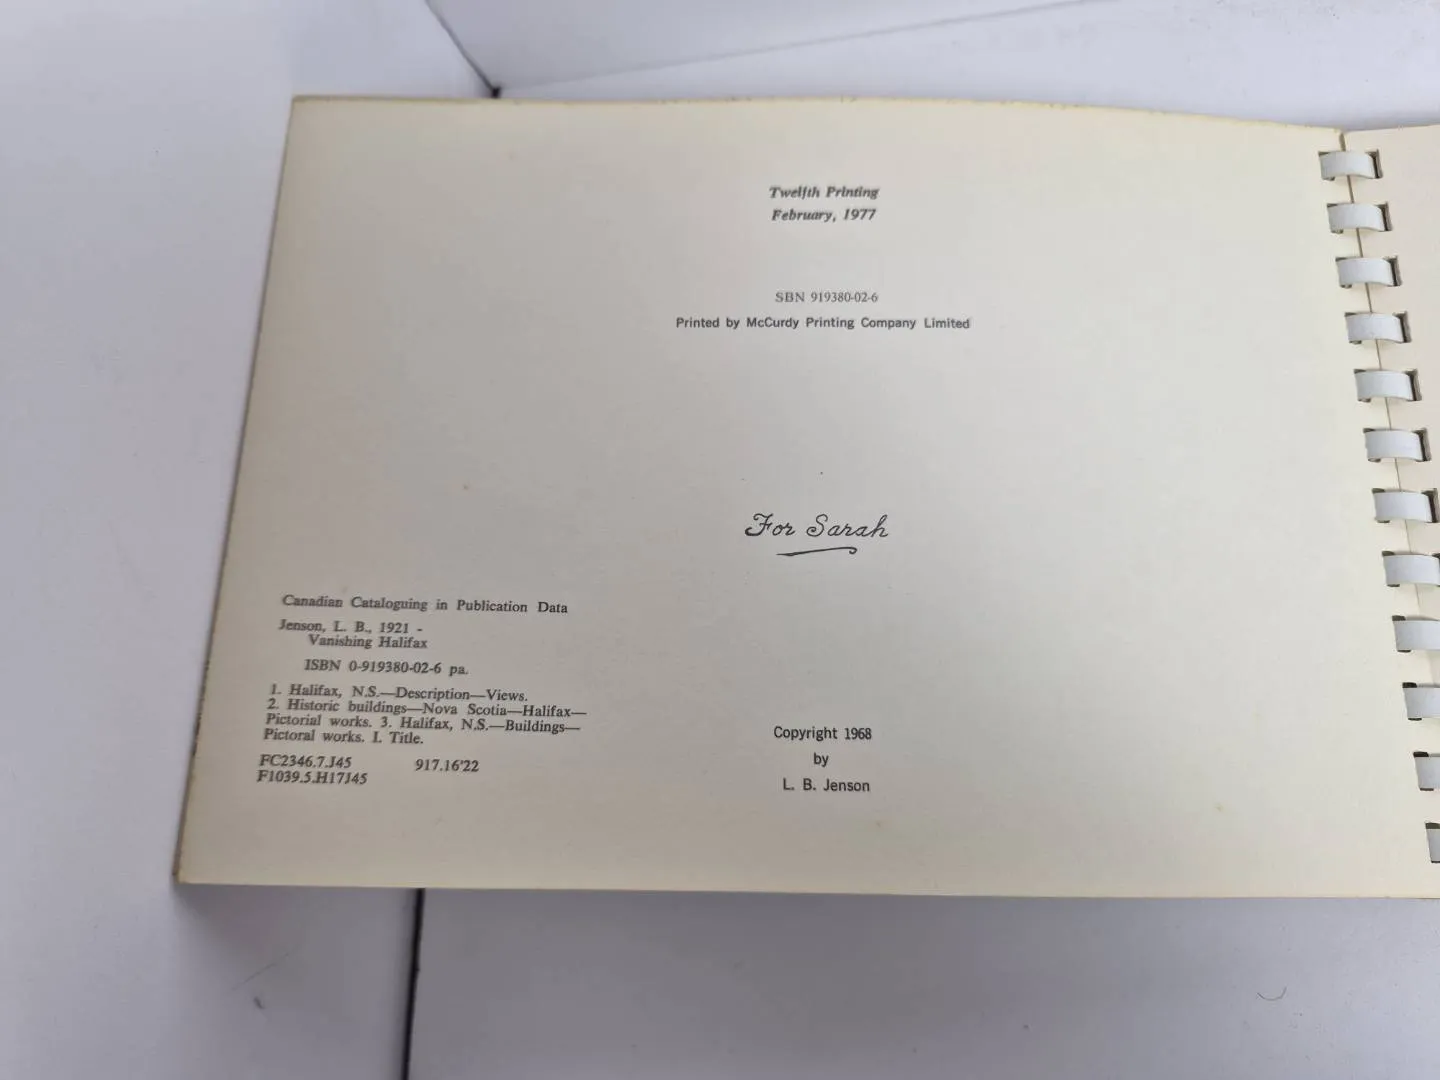 Twelfth Printing
February, 1977
SBN 919380-02-6
Printed by McCurdy Printing Company Limited
For Sarah
Canadian Cataloguing in Publication Data
Jenson, L. B., 1921 -
Vanishing Halifax
ISBN 0-919380-02-6 pa.
1. Halifax, N.S.—Description—Views.
2. Historic buildings—Nova Scotia—Halifax—
Pictorial works. 3. Halifax, N.S.—Buildings—
Pictoral works. I. Title.
FC2346.7.J45 917.16'22
F1039.5.H17J45
Copyright 1968
by
L. B. Jenson